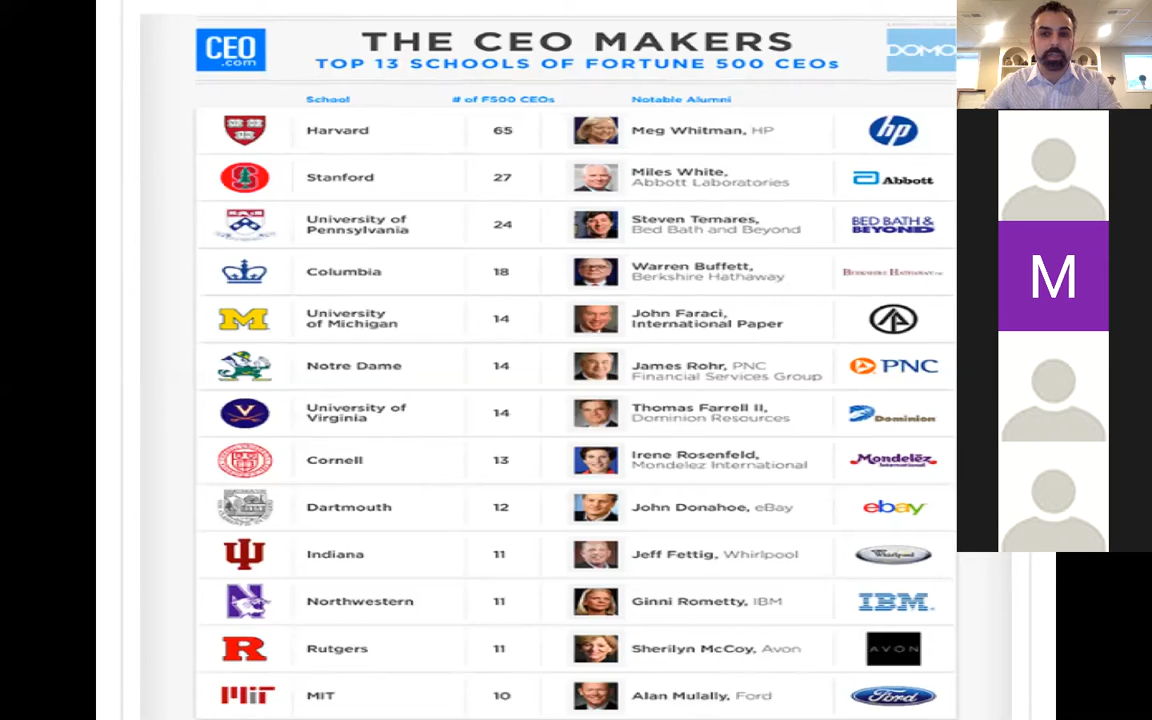 CEO
.com
THE CEO MAKERS
TOP 13 SCHOOLS OF FORTUNE 500 CEOs
DOMO
School # of F500 CEOs Notable Alumni
Harvard 65 Meg Whitman, HP hp
Stanford 27 Miles White,
Abbott Laboratories Abbott
University of
Pennsylvania 24 Steven Temares,
Bed Bath and Beyond BED BATH &
BEYOND
Columbia 18 Warren Buffett,
Berkshire Hathaway BERKSHIRE HATHAWAY INC.
M University
of Michigan 14 John Faraci,
International Paper
Notre Dame 14 James Rohr, PNC
Financial Services Group PNC
V University of
Virginia 14 Thomas Farrell II,
Dominion Resources Dominion
Cornell 13 Irene Rosenfeld,
Mondelez International Mondelēz
International
Dartmouth 12 John Donahoe, eBay ebay
Indiana 11 Jeff Fettig, Whirlpool Whirlpool
N Northwestern 11 Ginni Rometty, IBM IBM
R Rutgers 11 Sherilyn McCoy, Avon AVON
MIT MIT 10 Alan Mulally, Ford Ford
M